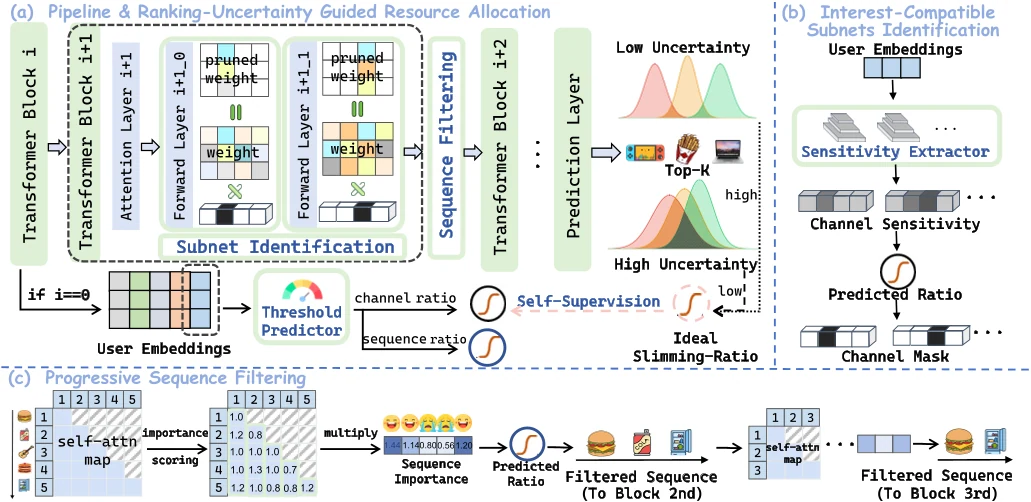 (a) Pipeline & Ranking-Uncertainty Guided Resource Allocation
Transformer Block i
Transformer Block i+1
Attention Layer i+1
Forward Layer i+1_0
pruned
weight
weight
Forward Layer i+1_1
pruned
weight
weight
Subnet Identification
Sequence Filtering
Transformer Block i+2
Prediction Layer
Low Uncertainty
Top-K
high
High Uncertainty
low
if i==0
User Embeddings
Threshold
Predictor
channel ratio
sequence ratio
Self-Supervision
Ideal
Slimming-Ratio
(b) Interest-Compatible
Subnets Identification
User Embeddings
...
Sensitivity Extractor
...
Channel Sensitivity
Predicted Ratio
...
Channel Mask
(c) Progressive Sequence Filtering
1 2 3 4 5
1
2
3
4
5
self-attn
map
importance
scoring
1 2 3 4 5
1 1.0
2 1.2 0.8
3 1.0 1.0 1.0
4 1.0 1.3 1.0 0.7
5 1.2 1.0 0.8 0.8 1.2
multiply
1.44 1.14 0.80 0.56 1.20
Sequence
Importance
Predicted
Ratio
Filtered Sequence
(To Block 2nd)
1 2 3
1
2
3
self-attn
map
...
Filtered Sequence
(To Block 3rd)